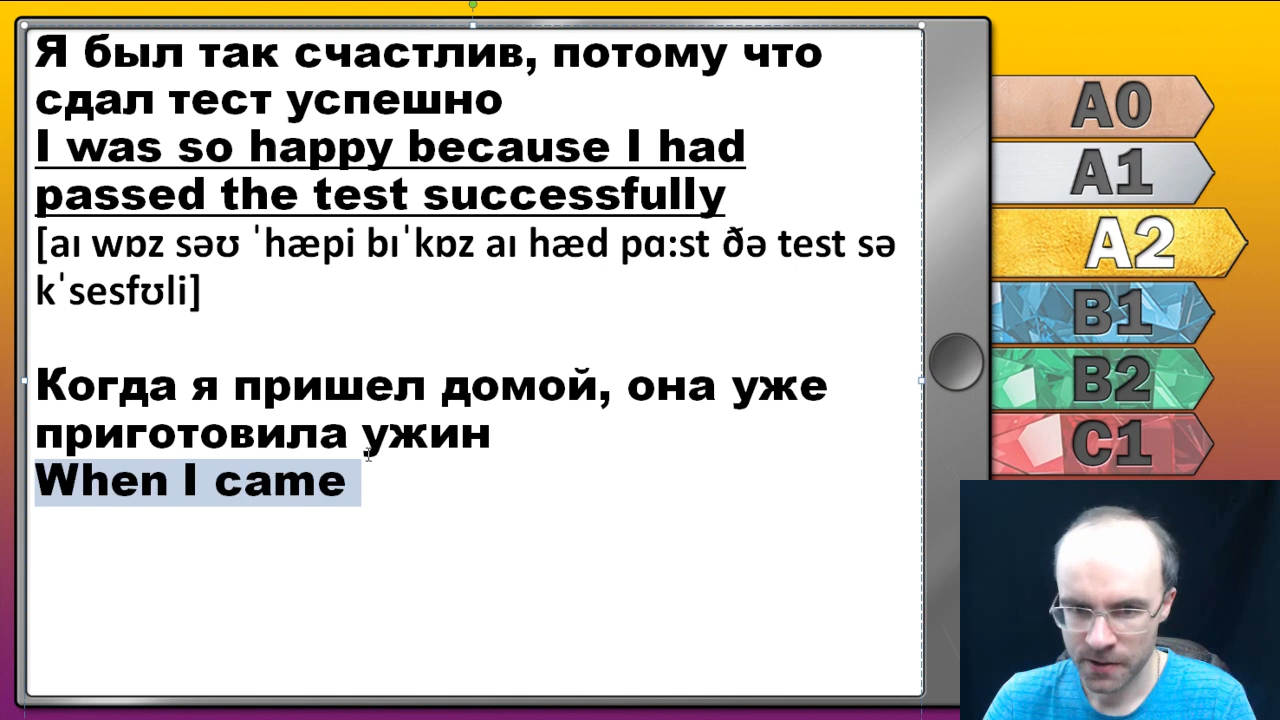 Я был так счастлив, потому что
сдал тест успешно
I was so happy because I had
passed the test successfully
[aɪ wɒz səʊ ˈhæpi bɪˈkɒz aɪ hæd pɑ:st ðə test sə
kˈsesfʊli]
Когда я пришел домой, она уже
приготовила ужин
When I came
A0
A1
A2
B1
B2
C1